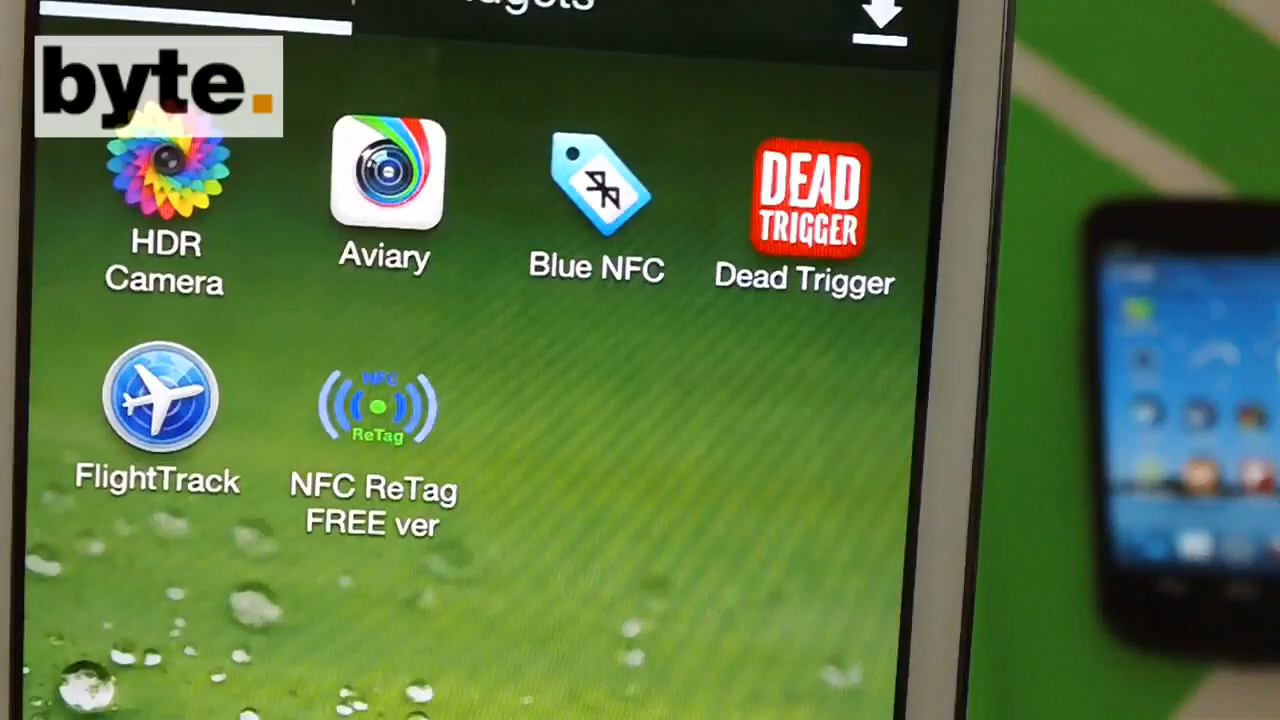 byte.
HDR
Camera
Aviary
Blue NFC
DEAD
TRIGGER
Dead Trigger
FlightTrack
NFC
ReTag
NFC ReTag
FREE ver